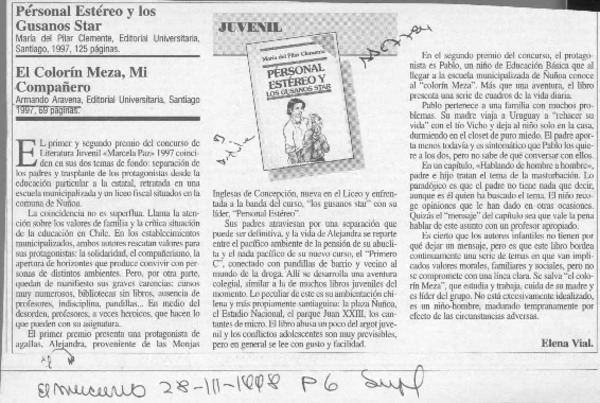 Personal Estéreo y los
Gusanos Star
María del Pilar Clemente, Editorial Universitaria,
Santiago, 1997, 125 páginas.
El Colorín Meza, Mi
Compañero
Armando Aravena, Editorial Universitaria, Santiago
1997, 69 páginas.
EL primer y segundo premio del concurso de
Literatura Juvenil «Marcela Paz» 1997 coinci-
den en sus dos temas de fondo: separación de
los padres y trasplante de los protagonistas desde la
educación particular a la estatal, retratada en una
escuela municipalizada y un liceo fiscal situados en la
comuna de Ñuñoa.
La coincidencia no es superflua. Llama la aten-
ción sobre los valores de familia y la crítica situación
de la educación en Chile. En los establecimientos
municipalizados, ambos autores rescatan valores para
sus protagonistas: la solidaridad, el compañerismo, la
apertura de horizontes que produce convivir con per-
sonas de distintos ambientes. Pero, por otra parte,
quedan de manifiesto sus graves carencias: cursos
muy numerosos, bibliotecas sin libros, ausencia de
profesores, indisciplina, pandillas... En medio del
desorden, profesores, a veces heroicos, que hacen lo
que pueden con su asignatura.
El primer premio presenta una protagonista de
agallas, Alejandra, proveniente de las Monjas
JUVENIL
María del Pilar Clemente
PERSONAL
ESTÉREO Y
LOS GUSANOS STAR
Inglesas de Concepción, nueva en el Liceo y enfren-
tada a la banda del curso, "los gusanos star" con su
líder, "Personal Estéreo".
Sus padres atraviesan por una separación que
puede ser definitiva, y la vida de Alejandra se reparte
entre el pacífico ambiente de la pensión de su abueli-
ta y el nada pacífico de su nuevo curso, el "Primero
C", conectado con pandillas de barrio y vecino al
mundo de la droga. Allí se desarrolla una aventura
colegial, similar a la de muchos libros juveniles del
momento. Lo peculiar de este es su ambientación chi-
lena y más propiamente santiaguina: la plaza Ñuñoa,
el Estadio Nacional, el parque Juan XXIII, los can-
tantes de micro. El libro abusa un poco del argot juve-
nil y los conflictos adolescentes son muy previsibles,
pero en general se lee con gusto y facilidad.
En el segundo premio del concurso, el protago-
nista es Pablo, un niño de Educación Básica que al
llegar a la escuela municipalizada de Ñuñoa conoce
al "colorín Meza". Más que una aventura, el libro
presenta una serie de cuadros de la vida diaria.
Pablo pertenece a una familia con muchos pro-
blemas. Su madre viaja a Uruguay a "rehacer su
vida" con el tío Vicho y deja al niño solo en la casa,
durmiendo en el closet de puro miedo. El padre apor-
ta menos todavía y es sintomático que Pablo los quie-
re a los dos, pero no sabe de qué conversar con ellos.
En un capítulo, «Hablando de hombre a hombre»,
padre e hijo tratan el tema de la masturbación. Lo
paradójico es que el padre no tiene nada que decir,
aunque es él quien ha buscado el tema. El niño reco-
ge opiniones que le han dado en otras ocasiones.
Quizás el "mensaje" del capítulo sea que vale la pena
hablar de este asunto con un profesor apropiado.
Es cierto que los autores infantiles no tienen por
qué dejar un mensaje, pero es que este libro bordea
continuamente una serie de temas en que van impli-
cados valores morales, familiares y sociales, pero no
se compromete con una línea clara. Se salva "el colo-
rín Meza", que estudia y trabaja, cuida de su madre y
es líder del grupo. No está excesivamente idealizado,
es un niño-hombre, madurado tempranamente por
efecto de las circunstancias adversas.
Elena Vial.
El Mercurio 28-III-1998 P6 Supl